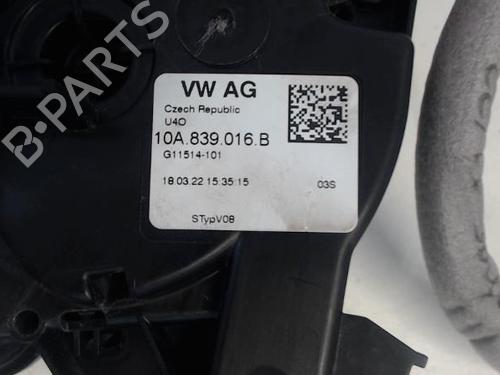 VW AG
Czech Republic
U4O
10A.839.016.B
G11514-101
18.03.22 15:35:15 03S
STypV08
B-PARTS